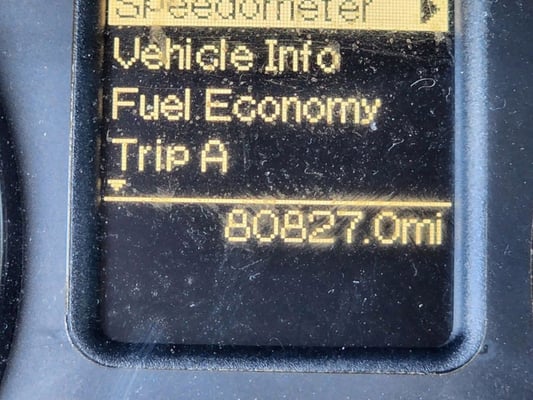 Speedometer
Vehicle Info
Fuel Economy
Trip A
80827.0mi